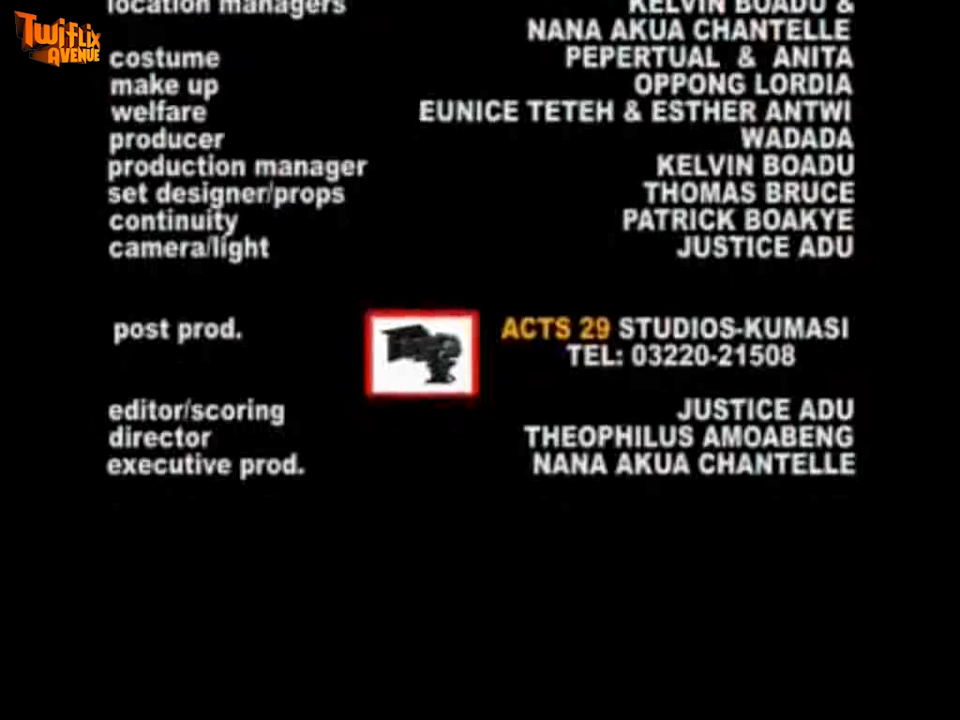 TWIFLIX
AVENUE
location managers KELVIN BOADU &
NANA AKUA CHANTELLE
costume PEPERTUAL & ANITA
make up OPPONG LORDIA
welfare EUNICE TETEH & ESTHER ANTWI
producer WADADA
production manager KELVIN BOADU
set designer/props THOMAS BRUCE
continuity PATRICK BOAKYE
camera/light JUSTICE ADU
post prod. ACTS 29 STUDIOS-KUMASI
TEL: 03220-21508
editor/scoring JUSTICE ADU
director THEOPHILUS AMOABENG
executive prod. NANA AKUA CHANTELLE